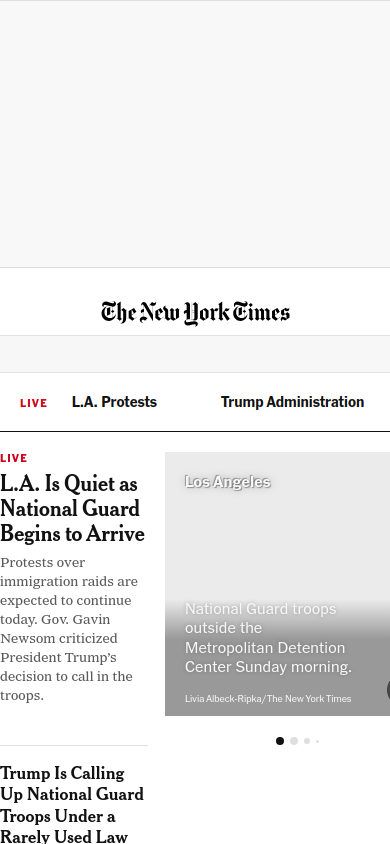 The New York Times
LIVE L.A. Protests Trump Administration
LIVE
L.A. Is Quiet as
National Guard
Begins to Arrive
Protests over
immigration raids are
expected to continue
today. Gov. Gavin
Newsom criticized
President Trump’s
decision to call in the
troops.
Trump Is Calling
Up National Guard
Troops Under a
Rarely Used Law
Los Angeles
National Guard troops
outside the
Metropolitan Detention
Center Sunday morning.
Livia Albeck-Ripka/The New York Times